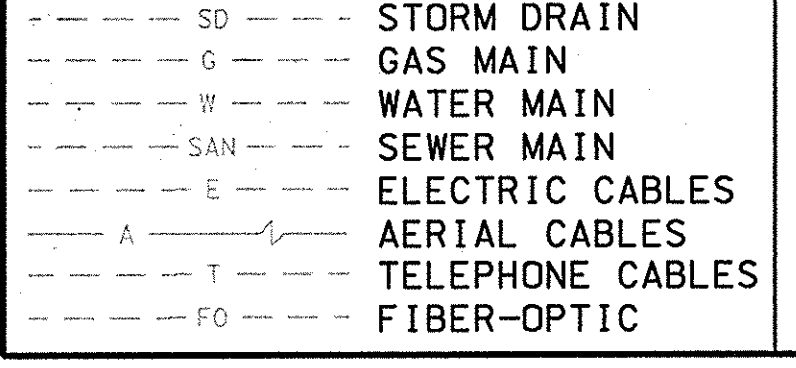 SD STORM DRAIN
G GAS MAIN
W WATER MAIN
SAN SEWER MAIN
E ELECTRIC CABLES
A AERIAL CABLES
T TELEPHONE CABLES
FO FIBER-OPTIC